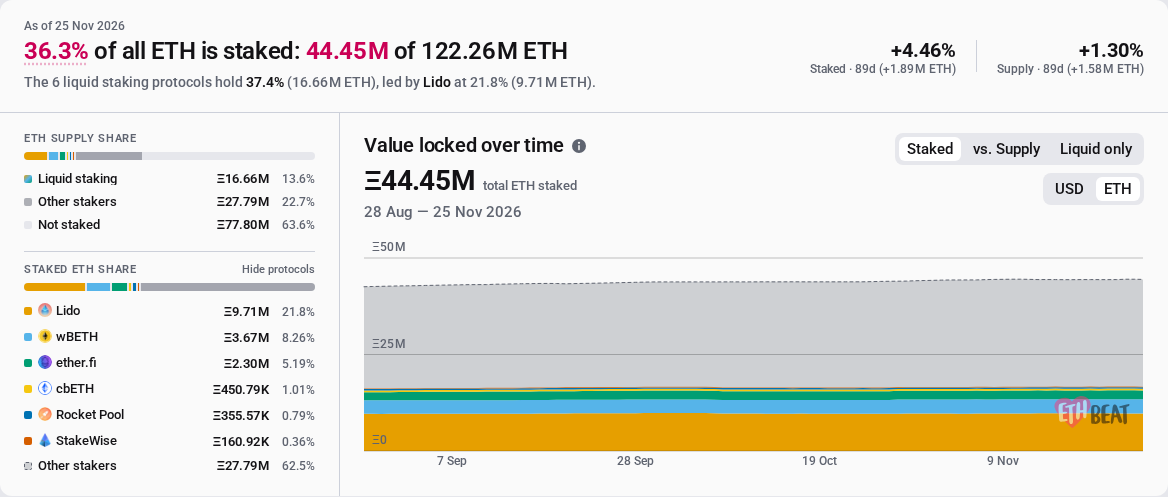 As of 25 Nov 2026
36.3% of all ETH is staked: 44.45M of 122.26M ETH
The 6 liquid staking protocols hold 37.4% (16.66M ETH), led by Lido at 21.8% (9.71M ETH).
+4.46%
Staked · 89d (+1.89M ETH)
+1.30%
Supply · 89d (+1.58M ETH)
ETH SUPPLY SHARE
Liquid staking Ξ16.66M 13.6%
Other stakers Ξ27.79M 22.7%
Not staked Ξ77.80M 63.6%
STAKED ETH SHARE Hide protocols
Lido Ξ9.71M 21.8%
wBETH Ξ3.67M 8.26%
ether.fi Ξ2.30M 5.19%
cbETH Ξ450.79K 1.01%
Rocket Pool Ξ355.57K 0.79%
StakeWise Ξ160.92K 0.36%
Other stakers Ξ27.79M 62.5%
Value locked over time
Staked vs. Supply Liquid only
Ξ44.45M total ETH staked
USD ETH
28 Aug — 25 Nov 2026
Ξ50M
Ξ25M
Ξ0
ETH BEAT
7 Sep 28 Sep 19 Oct 9 Nov